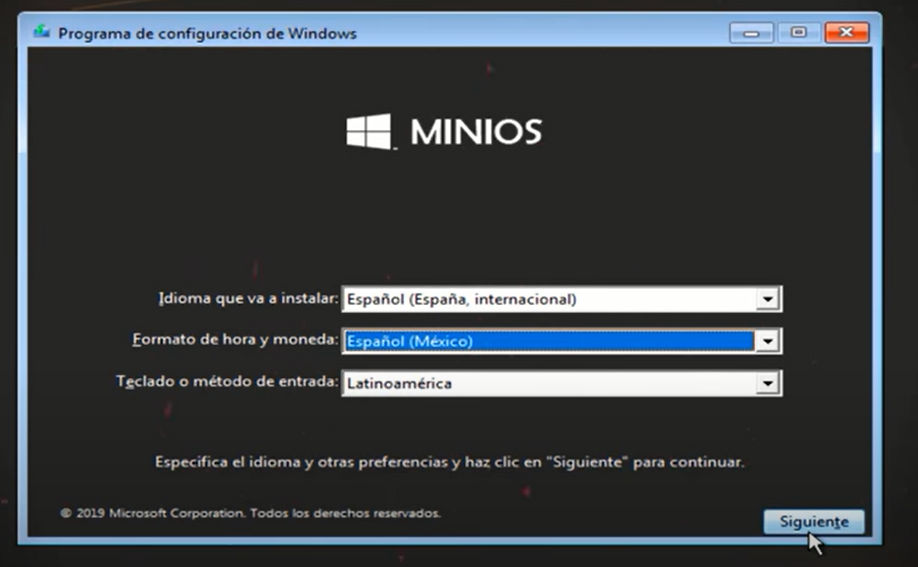 Programa de configuración de Windows
MINIOS
Idioma que va a instalar: Español (España, internacional)
Formato de hora y moneda: Español (México)
Teclado o método de entrada: Latinoamérica
Especifica el idioma y otras preferencias y haz clic en "Siguiente" para continuar.
© 2019 Microsoft Corporation. Todos los derechos reservados.
Siguiente